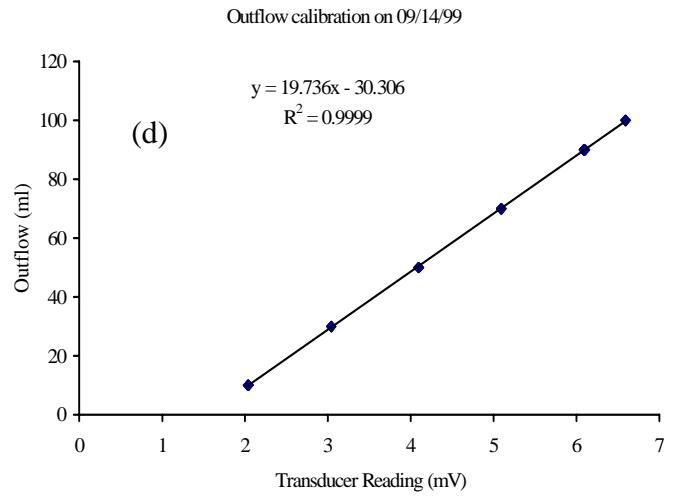 Outflow calibration on 09/14/99
120
y = 19.736x - 30.306
R² = 0.9999
100
(d)
80
Outflow (ml)
60
40
20
0
0 1 2 3 4 5 6 7
Transducer Reading (mV)